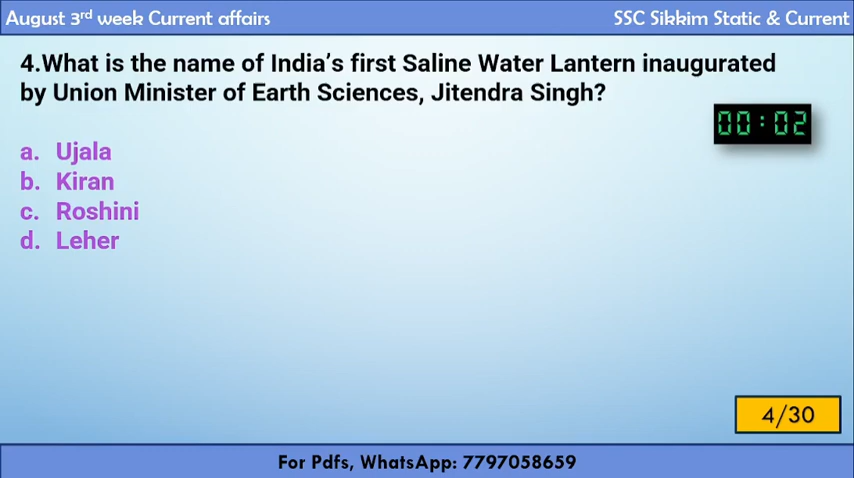 August 3rd week Current affairs
SSC Sikkim Static & Current
4.What is the name of India's first Saline Water Lantern inaugurated
by Union Minister of Earth Sciences, Jitendra Singh?
00:02
a. Ujala
b. Kiran
c. Roshini
d. Leher
4/30
For Pdfs, WhatsApp: 7797058659